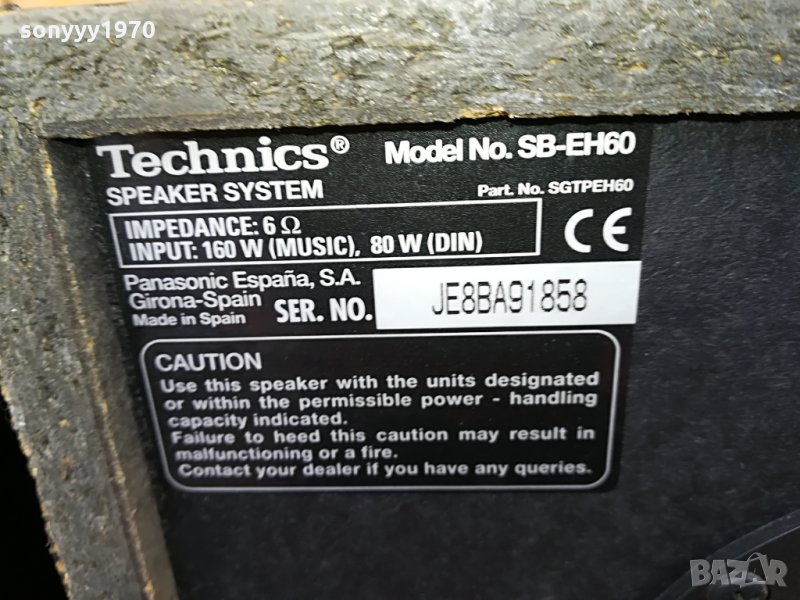 sonyyy1970
Technics® Model No. SB-EH60
SPEAKER SYSTEM Part. No. SGTPEH60
IMPEDANCE: 6 Ω
INPUT: 160 W (MUSIC), 80 W (DIN)
CE
Panasonic España, S.A.
Girona-Spain
Made in Spain SER. NO. JE8BA91858
CAUTION
Use this speaker with the units designated
or within the permissible power - handling
capacity indicated.
Failure to heed this caution may result in
malfunctioning or a fire.
Contact your dealer if you have any queries.
BAZAR